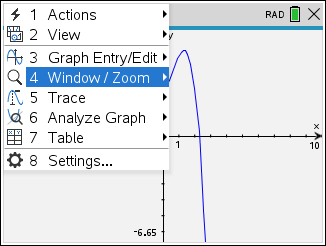 RAD
1 Actions
2 View
3 Graph Entry/Edit
4 Window / Zoom
5 Trace
6 Analyze Graph
7 Table
8 Settings...
y
x
1
10
-6.65